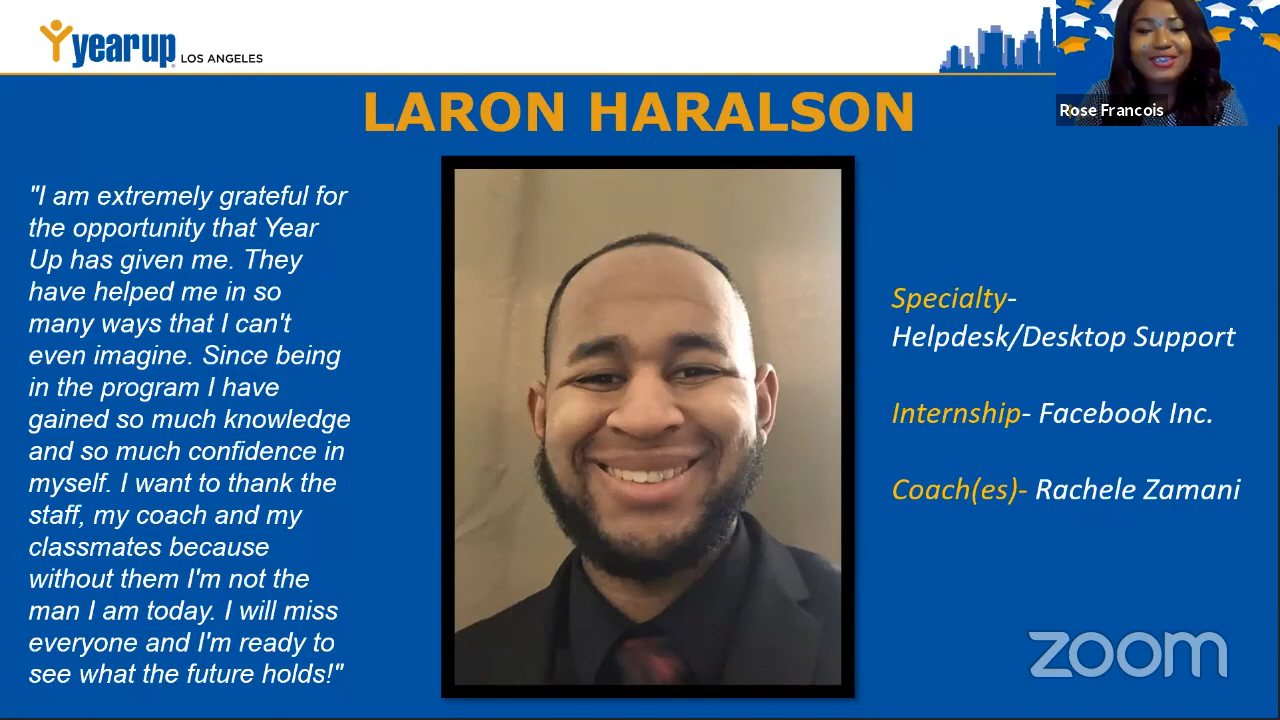 yearup LOS ANGELES
Rose Francois
LARON HARALSON
"I am extremely grateful for
the opportunity that Year
Up has given me. They
have helped me in so
many ways that I can't
even imagine. Since being
in the program I have
gained so much knowledge
and so much confidence in
myself. I want to thank the
staff, my coach and my
classmates because
without them I'm not the
man I am today. I will miss
everyone and I'm ready to
see what the future holds!"
Specialty-
Helpdesk/Desktop Support
Internship- Facebook Inc.
Coach(es)- Rachele Zamani
zoom